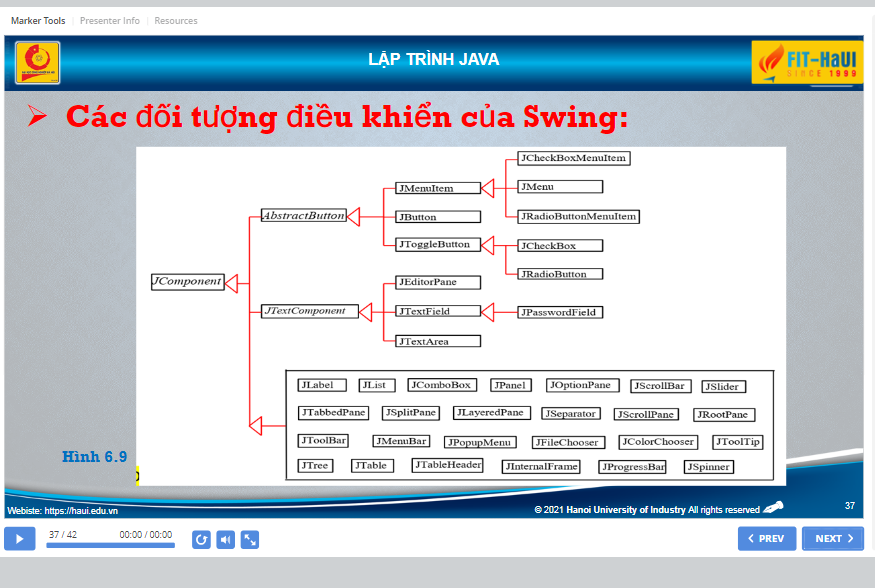 Marker Tools Presenter Info Resources
LẬP TRÌNH JAVA
FIT-HaUI
SINCE 1999
Các đối tượng điều khiển của Swing:
JCheckBoxMenuItem
JMenuItem JMenu
AbstractButton JButton JRadioButtonMenuItem
JToggleButton JCheckBox
JRadioButton
JComponent JEditorPane
JTextComponent JTextField JPasswordField
JTextArea
JLabel JList JComboBox JPanel JOptionPane JScrollBar JSlider
JTabbedPane JSplitPane JLayeredPane JSeparator JScrollPane JRootPane
JToolBar JMenuBar JPopupMenu JFileChooser JColorChooser JToolTip
JTree JTable JTableHeader JInternalFrame JProgressBar JSpinner
Hình 6.9
Webiste: https://haui.edu.vn
© 2021 Hanoi University of Industry All rights reserved
37
37 / 42 00:00 / 00:00
PREV NEXT